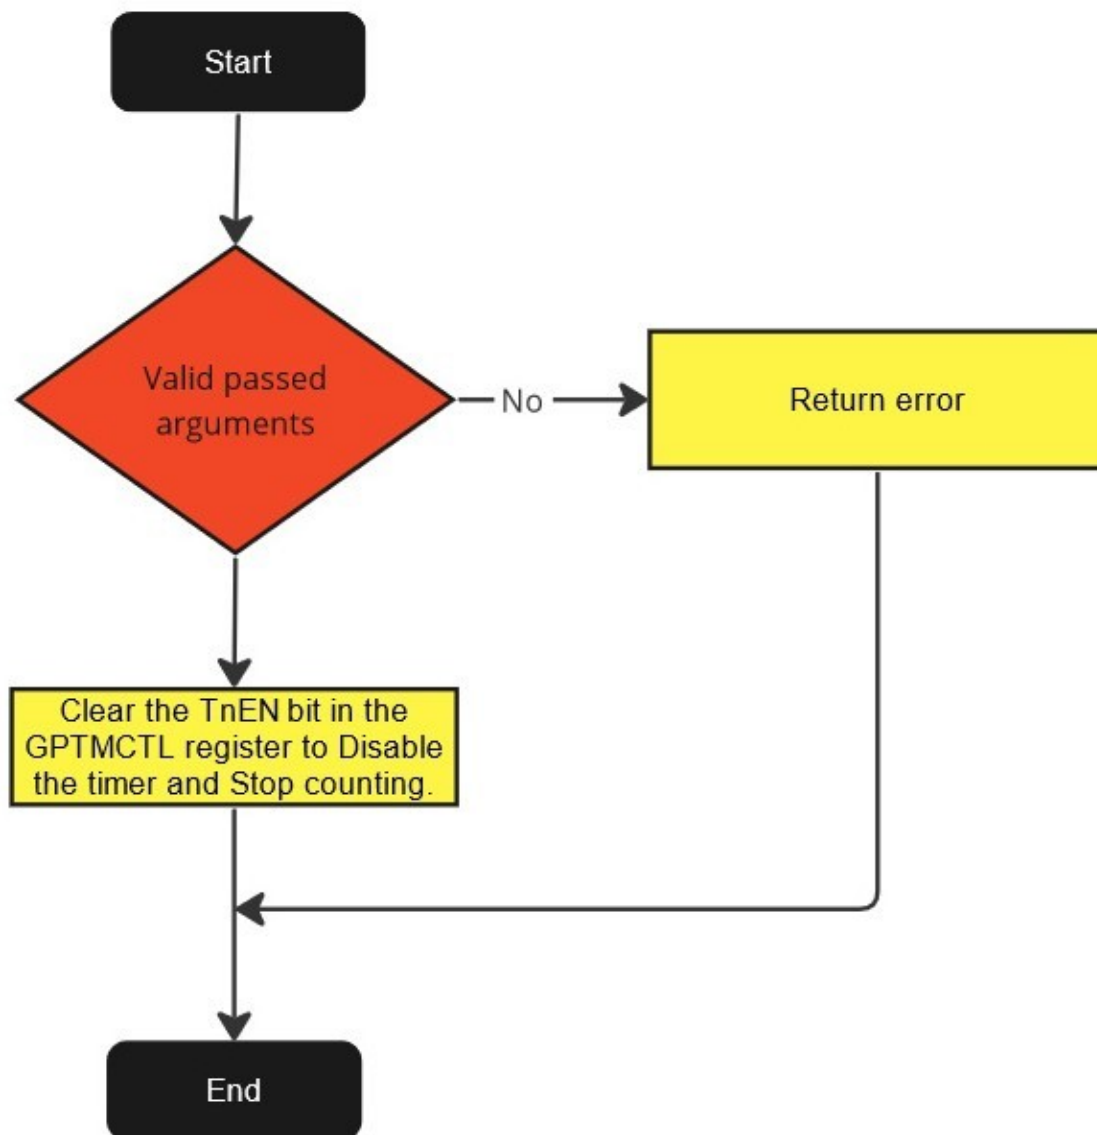 Start
Valid passed
arguments
No
Return error
Clear the TnEN bit in the
GPTMCTL register to Disable
the timer and Stop counting.
End